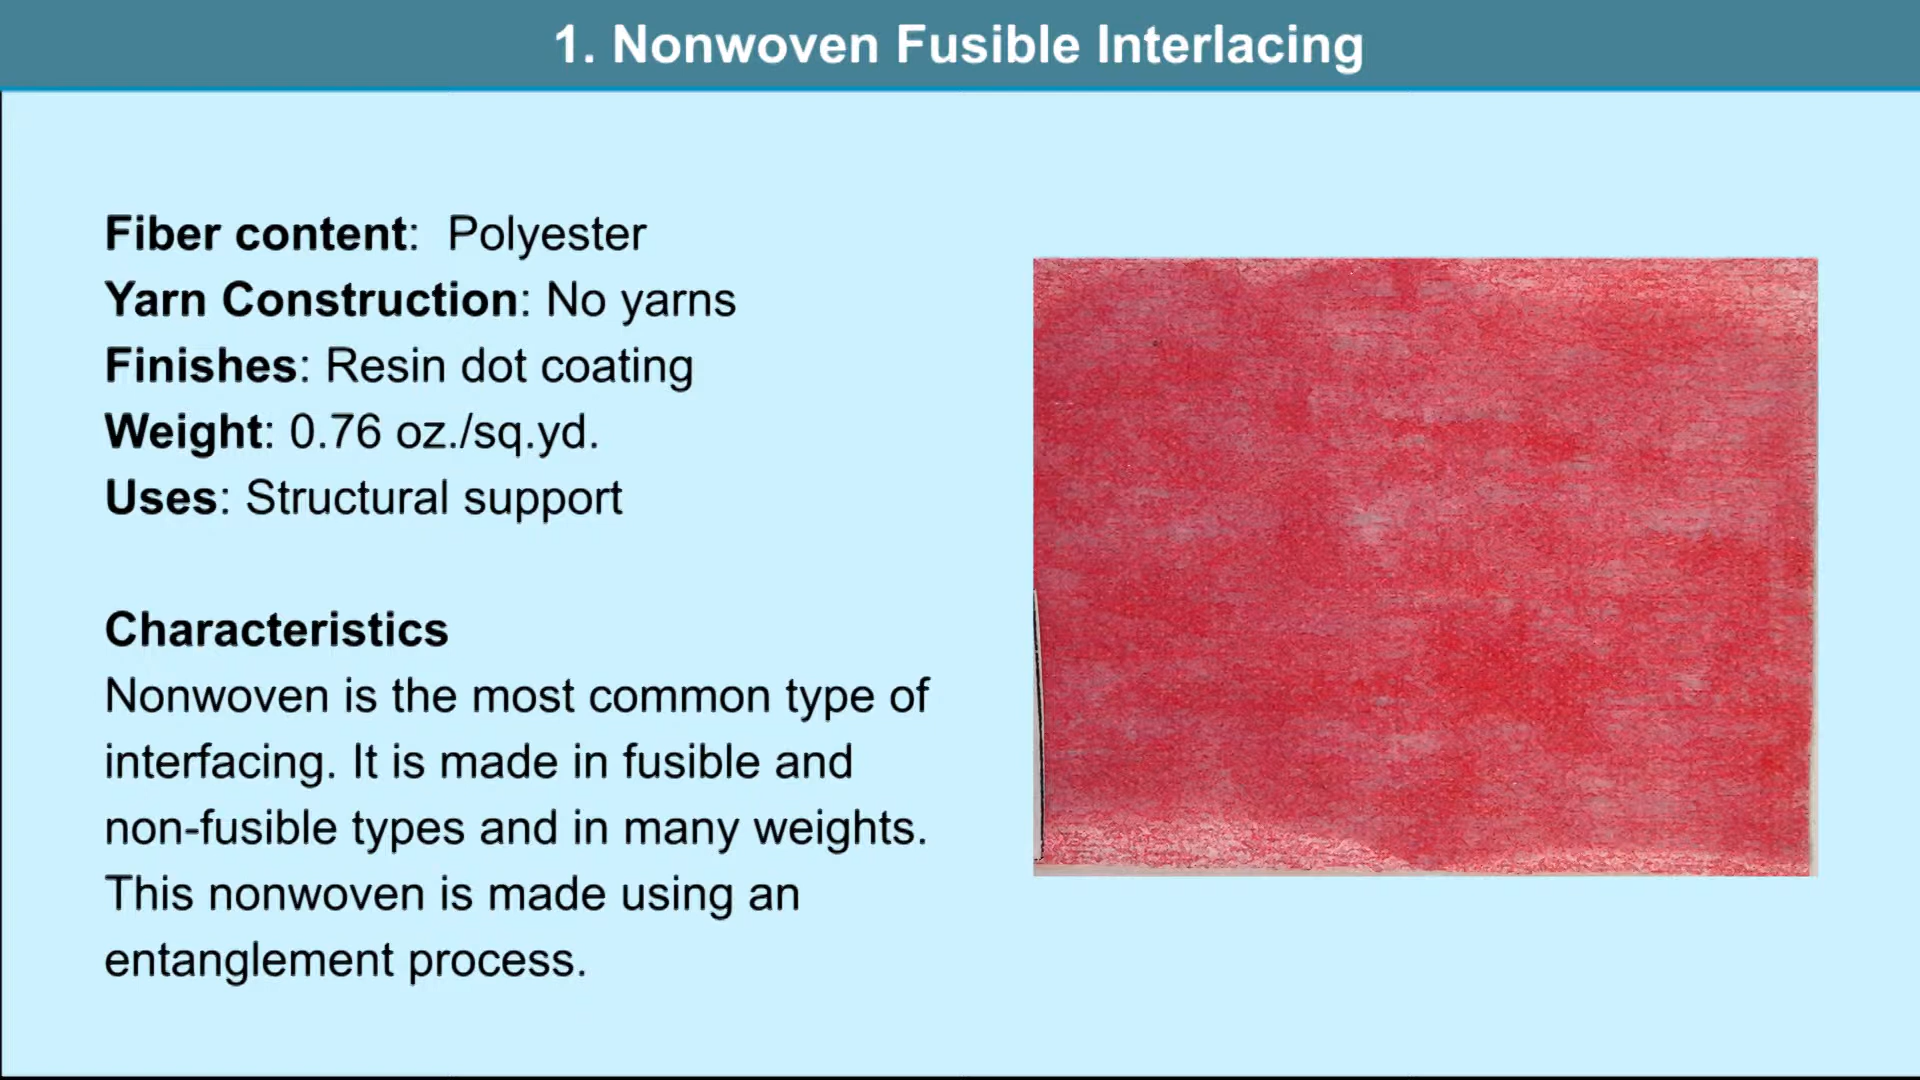 1. Nonwoven Fusible Interlacing
Fiber content:  Polyester
Yarn Construction: No yarns
Finishes: Resin dot coating
Weight: 0.76 oz./sq.yd.
Uses: Structural support
Characteristics
Nonwoven is the most common type of
interfacing. It is made in fusible and
non-fusible types and in many weights.
This nonwoven is made using an
entanglement process.